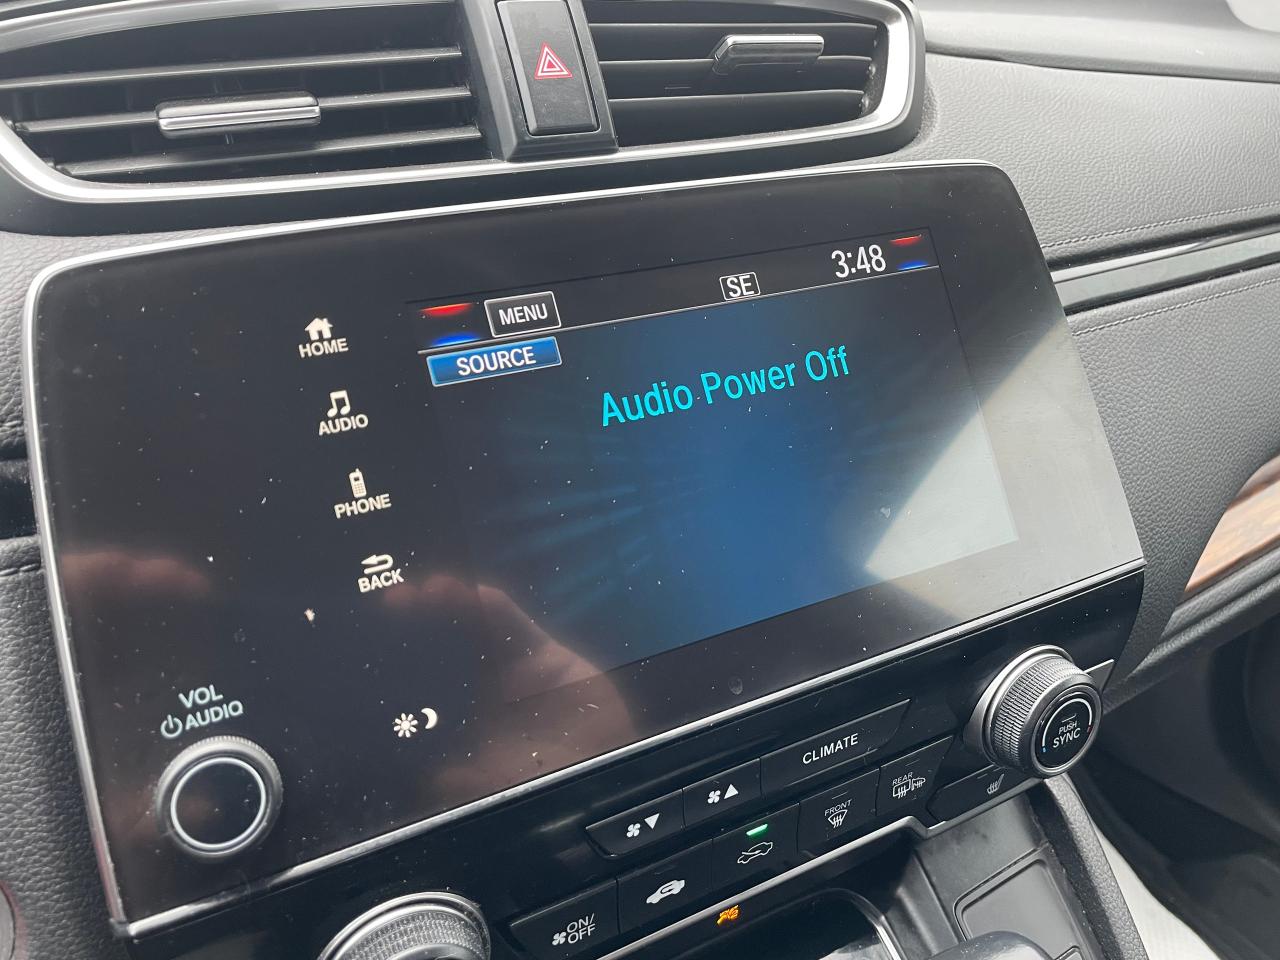 MENU
SE
3:48
SOURCE
Audio Power Off
HOME
AUDIO
PHONE
BACK
VOL
AUDIO
CLIMATE
PUSH
SYNC
FRONT
REAR
ON/
OFF